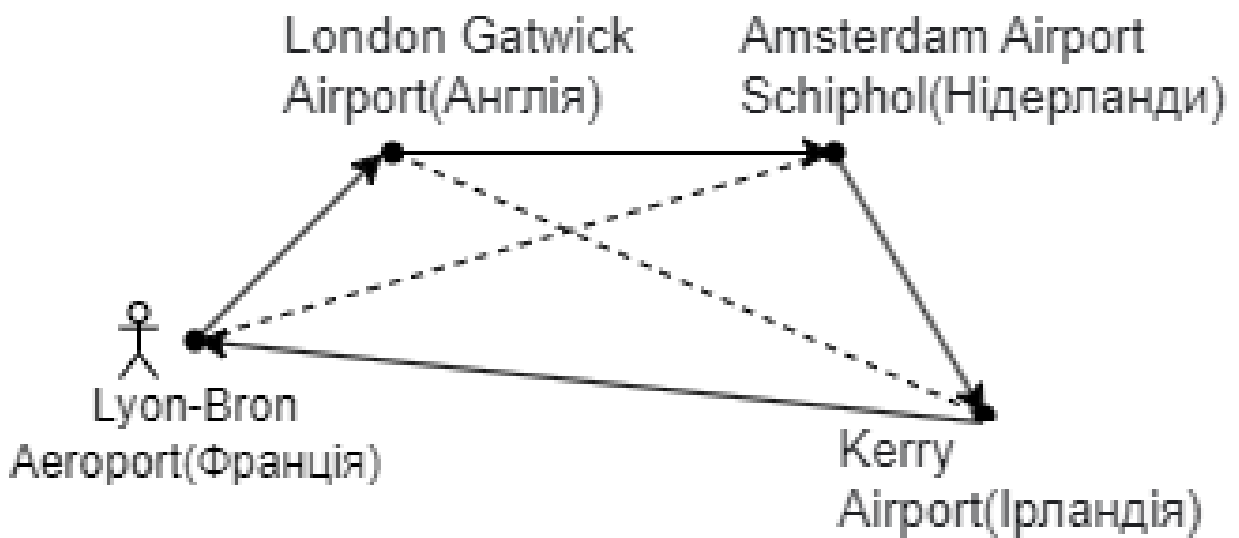 London Gatwick
Airport(Англія)
Amsterdam Airport
Schiphol(Нідерланди)
Lyon-Bron
Aeroport(Франція)
Kerry
Airport(Ірландія)